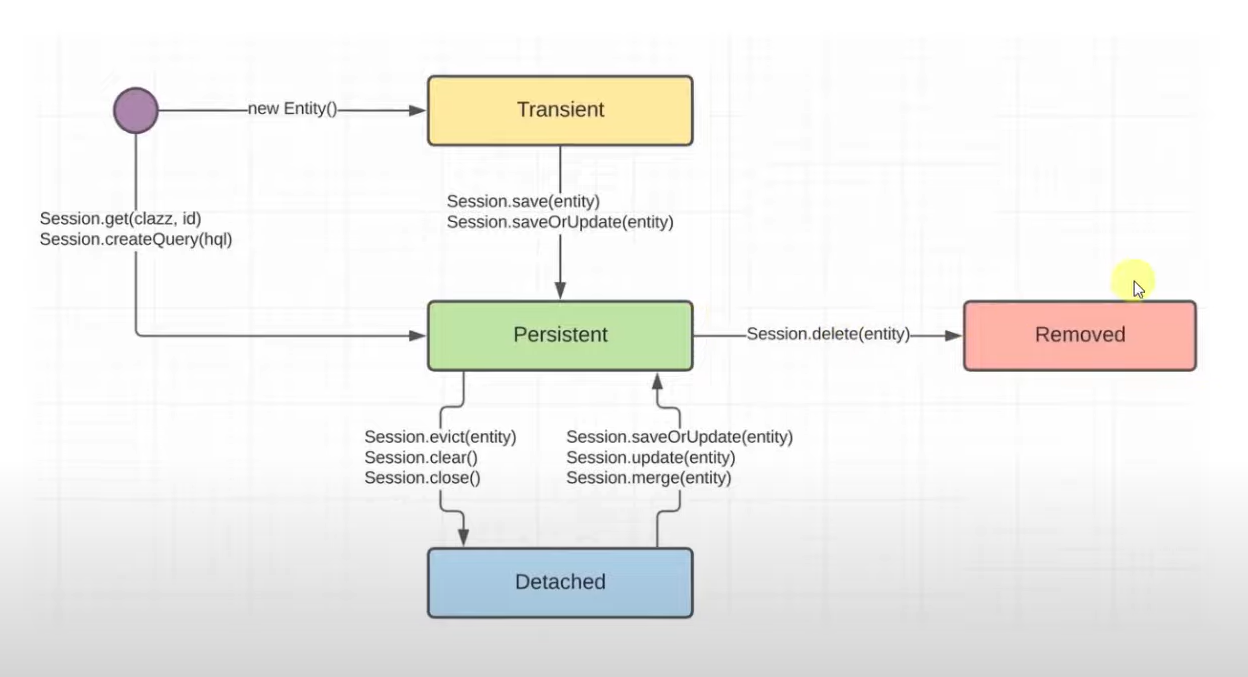 new Entity()
Transient
Session.save(entity)
Session.saveOrUpdate(entity)
Session.get(clazz, id)
Session.createQuery(hql)
Persistent
Session.delete(entity)
Removed
Session.evict(entity)
Session.clear()
Session.close()
Session.saveOrUpdate(entity)
Session.update(entity)
Session.merge(entity)
Detached